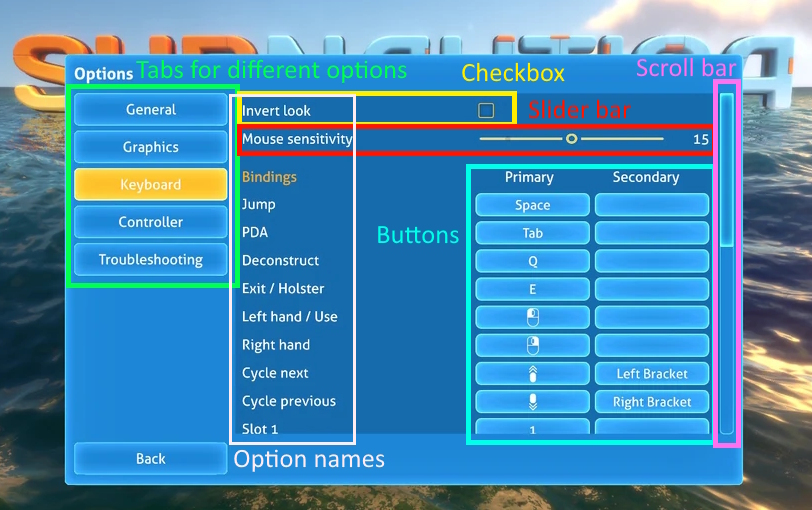 SUBNAUTICA
Options
Tabs for different options
Checkbox
Scroll bar
General
Invert look
Slider bar
Graphics
Mouse sensitivity
15
Keyboard
Bindings
Primary
Secondary
Controller
Jump
Space
Troubleshooting
PDA
Buttons
Tab
Deconstruct
Q
Exit / Holster
E
Left hand / Use
Right hand
Cycle next
Left Bracket
Cycle previous
Right Bracket
Slot 1
1
Back
Option names